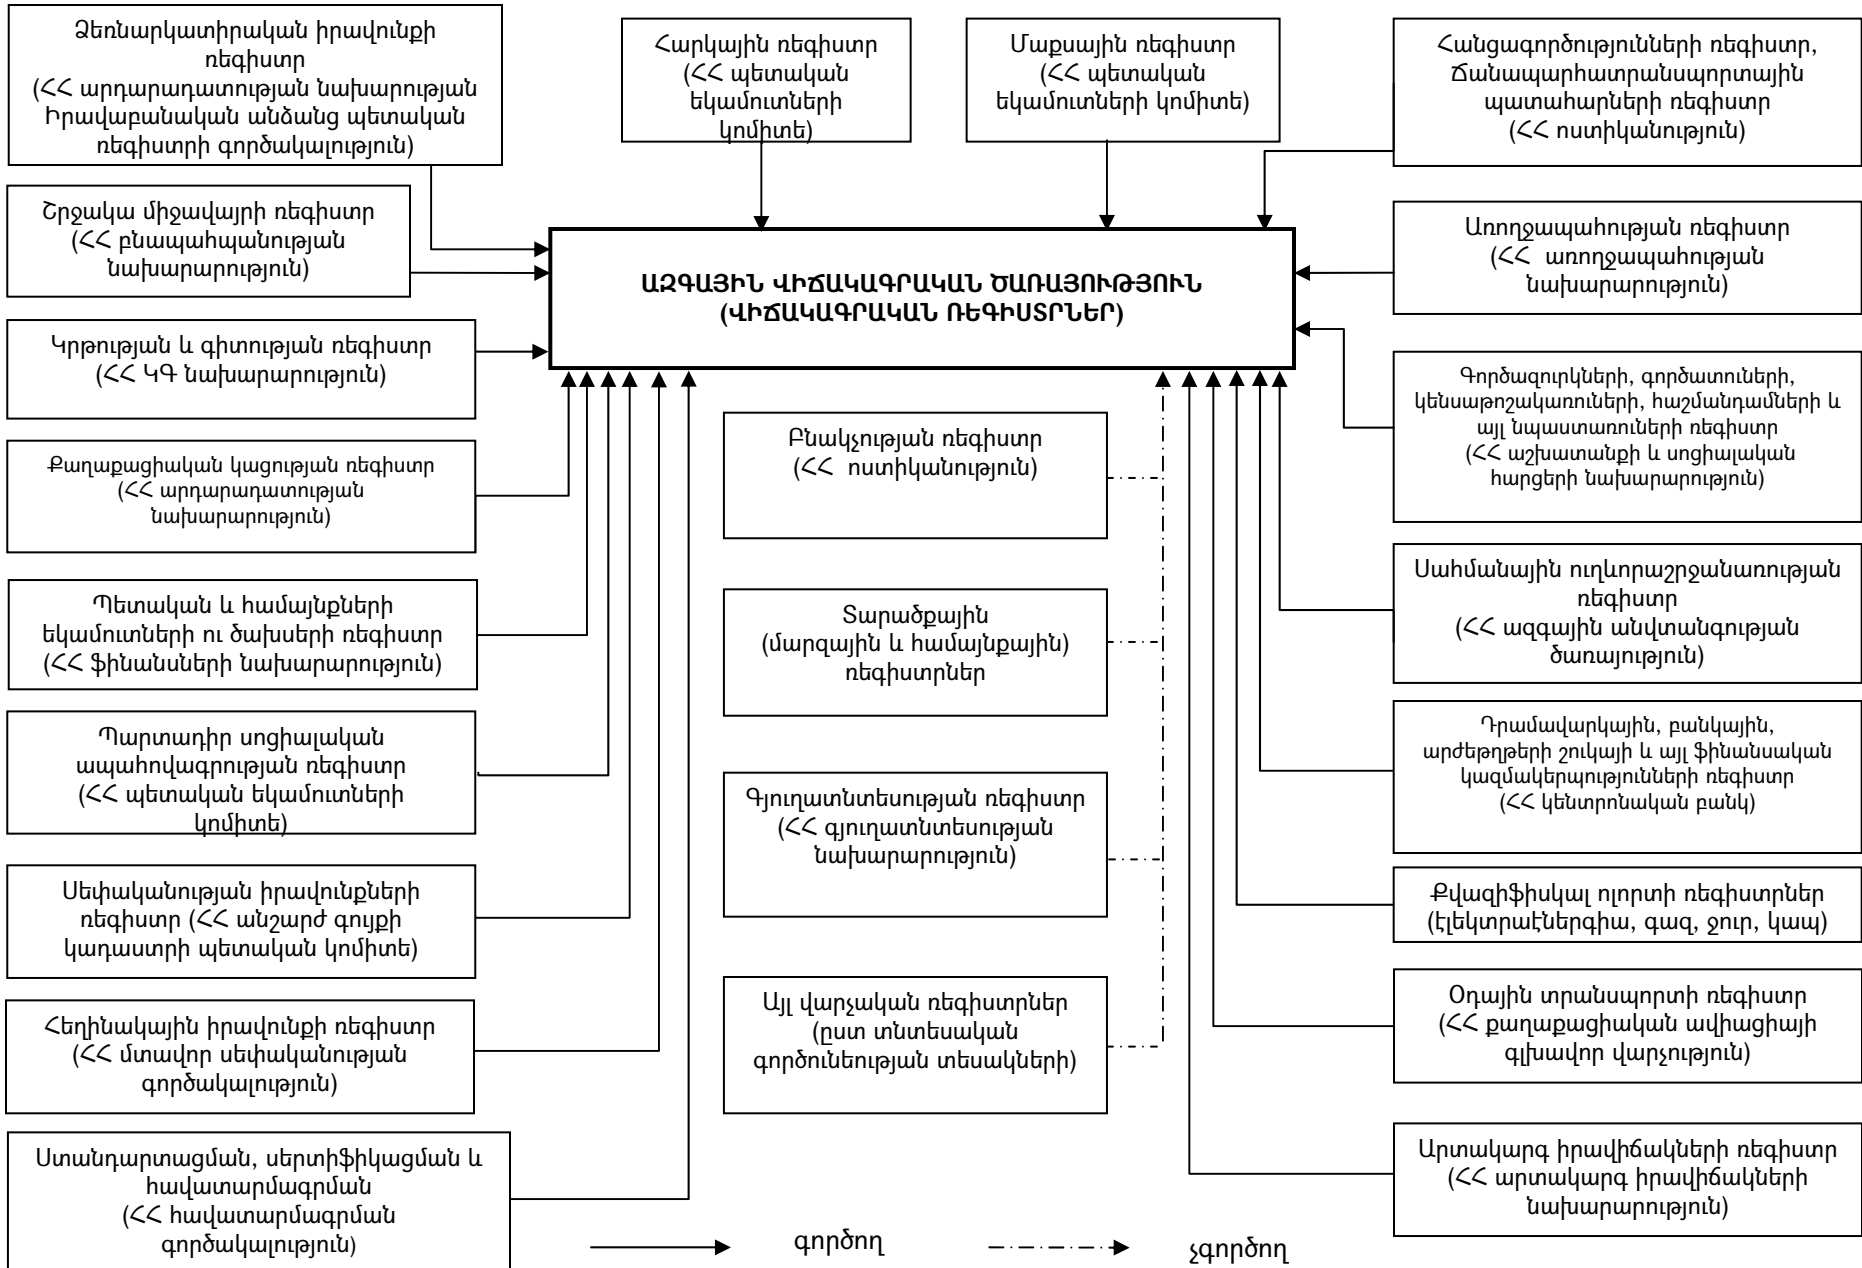 Ձեռնարկատիրական իրավունքի
ռեգիստր
(ՀՀ արդարադատության նախարության
Իրավաբանական անձանց պետական
ռեգիստրի գործակալություն)
Հարկային ռեգիստր
(ՀՀ պետական
եկամուտների
կոմիտե)
Մաքսային ռեգիստր
(ՀՀ պետական
եկամուտների կոմիտե)
Հանցագործությունների ռեգիստր,
Ճանապարհատրանսպորտային
պատահարների ռեգիստր
(ՀՀ ոստիկանություն)
Շրջակա միջավայրի ռեգիստր
(ՀՀ բնապահպանության
նախարարություն)
ԱԶԳԱՅԻՆ ՎԻՃԱԿԱԳՐԱԿԱՆ ԾԱՌԱՅՈՒԹՅՈՒՆ
(ՎԻՃԱԿԱԳՐԱԿԱՆ ՌԵԳԻՍՏՐՆԵՐ)
Առողջապահության ռեգիստր
(ՀՀ առողջապահության
նախարարություն)
Կրթության և գիտության ռեգիստր
(ՀՀ ԿԳ նախարարություն)
Գործազուրկների, գործատուների,
կենսաթոշակառուների, հաշմանդամների և
այլ նպաստառուների ռեգիստր
(ՀՀ աշխատանքի և սոցիալական
հարցերի նախարարություն)
Քաղաքացիական կացության ռեգիստր
(ՀՀ արդարադատության
նախարարություն)
Բնակչության ռեգիստր
(ՀՀ ոստիկանություն)
Սահմանային ուղևորաշրջանառության
ռեգիստր
(ՀՀ ազգային անվտանգության
ծառայություն)
Պետական և համայնքների
եկամուտների ու ծախսերի ռեգիստր
(ՀՀ ֆինանսների նախարարություն)
Տարածքային
(մարզային և համայնքային)
ռեգիստրներ
Դրամավարկային, բանկային,
արժեթղթերի շուկայի և այլ ֆինանսական
կազմակերպությունների ռեգիստր
(ՀՀ կենտրոնական բանկ)
Պարտադիր սոցիալական
ապահովագրության ռեգիստր
(ՀՀ պետական եկամուտների
կոմիտե)
Գյուղատնտեսության ռեգիստր
(ՀՀ գյուղատնտեսության
նախարարություն)
Սեփականության իրավունքների
ռեգիստր (ՀՀ անշարժ գույքի
կադաստրի պետական կոմիտե)
Քվազիֆիսկալ ոլորտի ռեգիստրներ
(էլեկտրաէներգիա, գազ, ջուր, կապ)
Հեղինակային իրավունքի ռեգիստր
(ՀՀ մտավոր սեփականության
գործակալություն)
Այլ վարչական ռեգիստրներ
(ըստ տնտեսական
գործունեության տեսակների)
Օդային տրանսպորտի ռեգիստր
(ՀՀ քաղաքացիական ավիացիայի
գլխավոր վարչություն)
Ստանդարտացման, սերտիֆիկացման և
հավատարմագրման
(ՀՀ հավատարմագրման
գործակալություն)
Արտակարգ իրավիճակների ռեգիստր
(ՀՀ արտակարգ իրավիճակների
նախարարություն)
գործող
չգործող